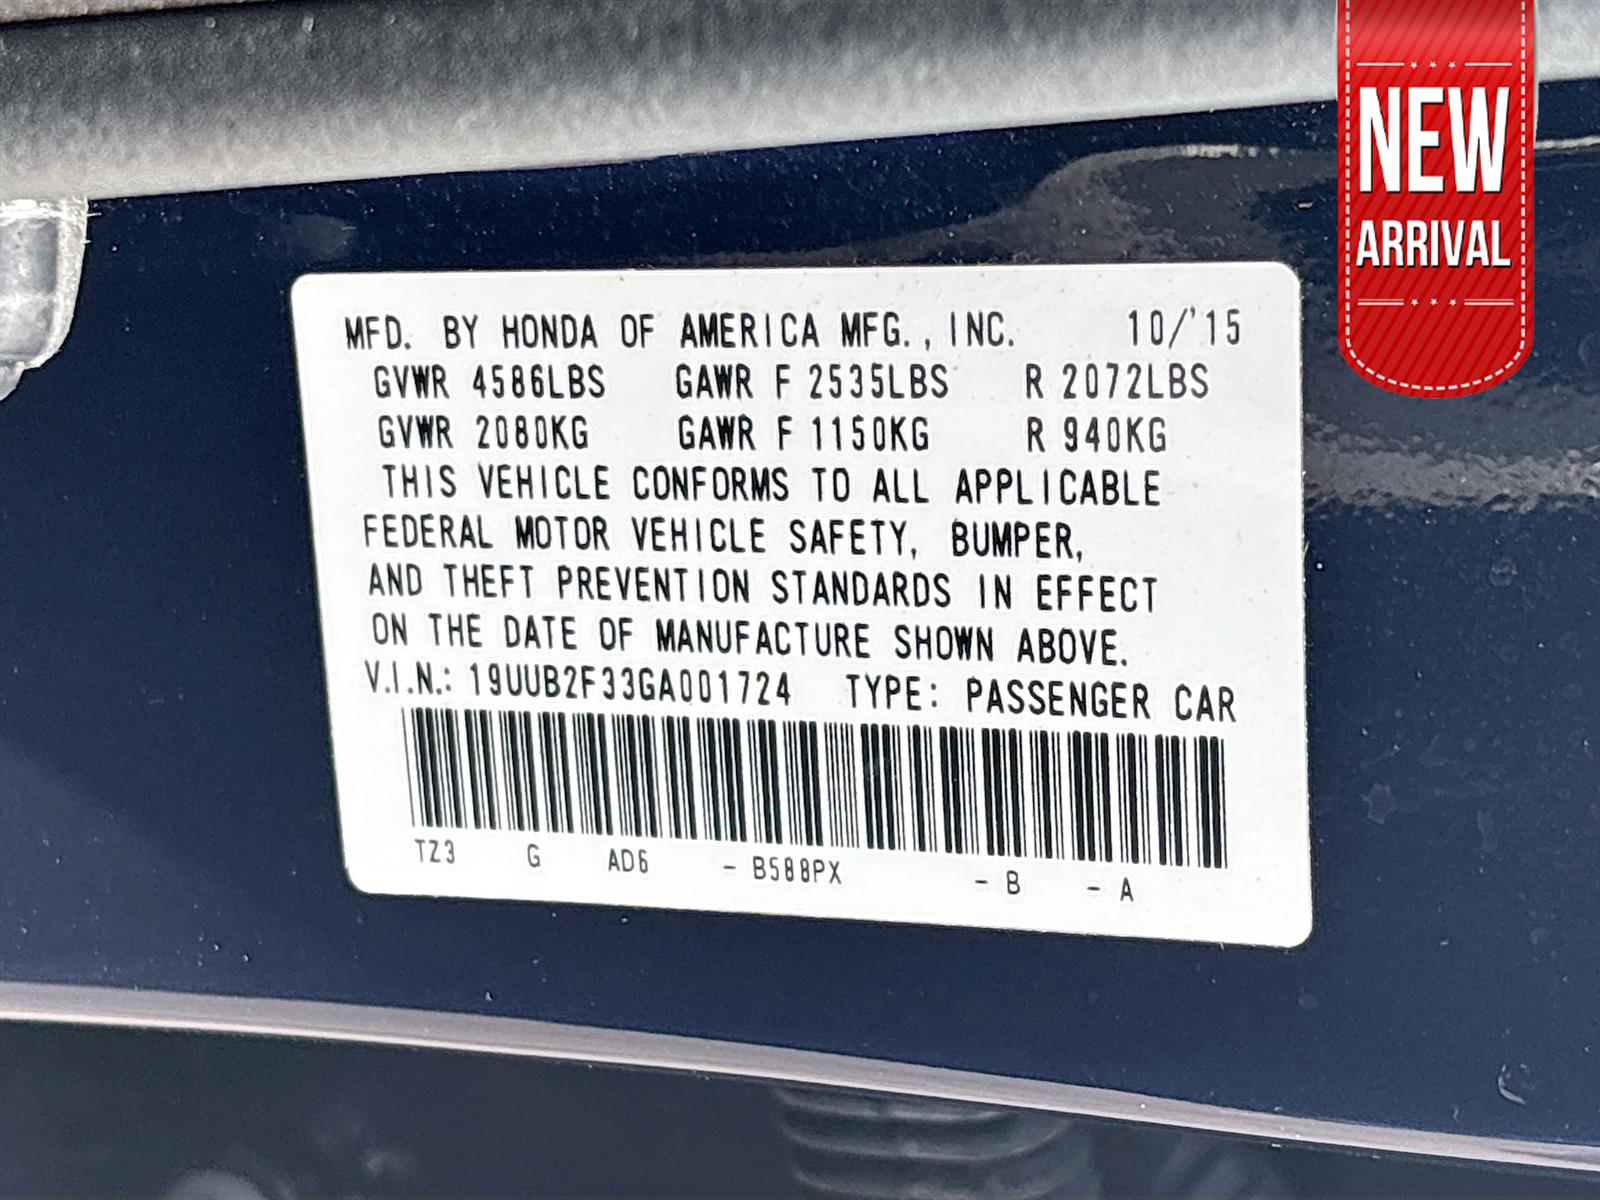 NEW
ARRIVAL
MFD. BY HONDA OF AMERICA MFG., INC. 10/'15
GVWR 4586LBS GAWR F 2535LBS R 2072LBS
GVWR 2080KG GAWR F 1150KG R 940KG
THIS VEHICLE CONFORMS TO ALL APPLICABLE
FEDERAL MOTOR VEHICLE SAFETY, BUMPER,
AND THEFT PREVENTION STANDARDS IN EFFECT
ON THE DATE OF MANUFACTURE SHOWN ABOVE.
V.I.N.: 19UUB2F33GA001724 TYPE: PASSENGER CAR
TZ3 G AD6 - B588PX - B - A